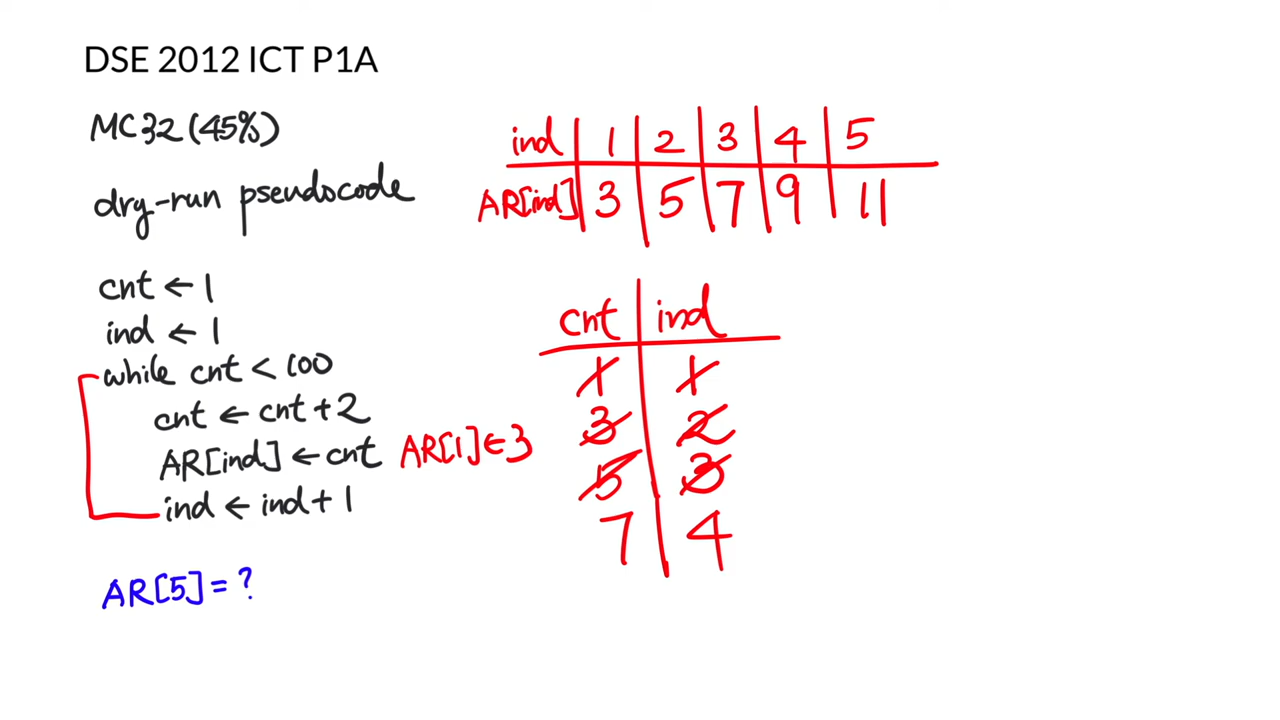 DSE 2012 ICT P1A
MC32 (45%)
dry-run pseudocode
cnt ← 1
ind ← 1
while cnt < 100
cnt ← cnt + 2
AR[ind] ← cnt
ind ← ind + 1
AR[5] = ?
AR[1] ← 3
ind 1 2 3 4 5
AR[ind] 3 5 7 9 11
cnt ind
1 1
3 2
5 3
7 4